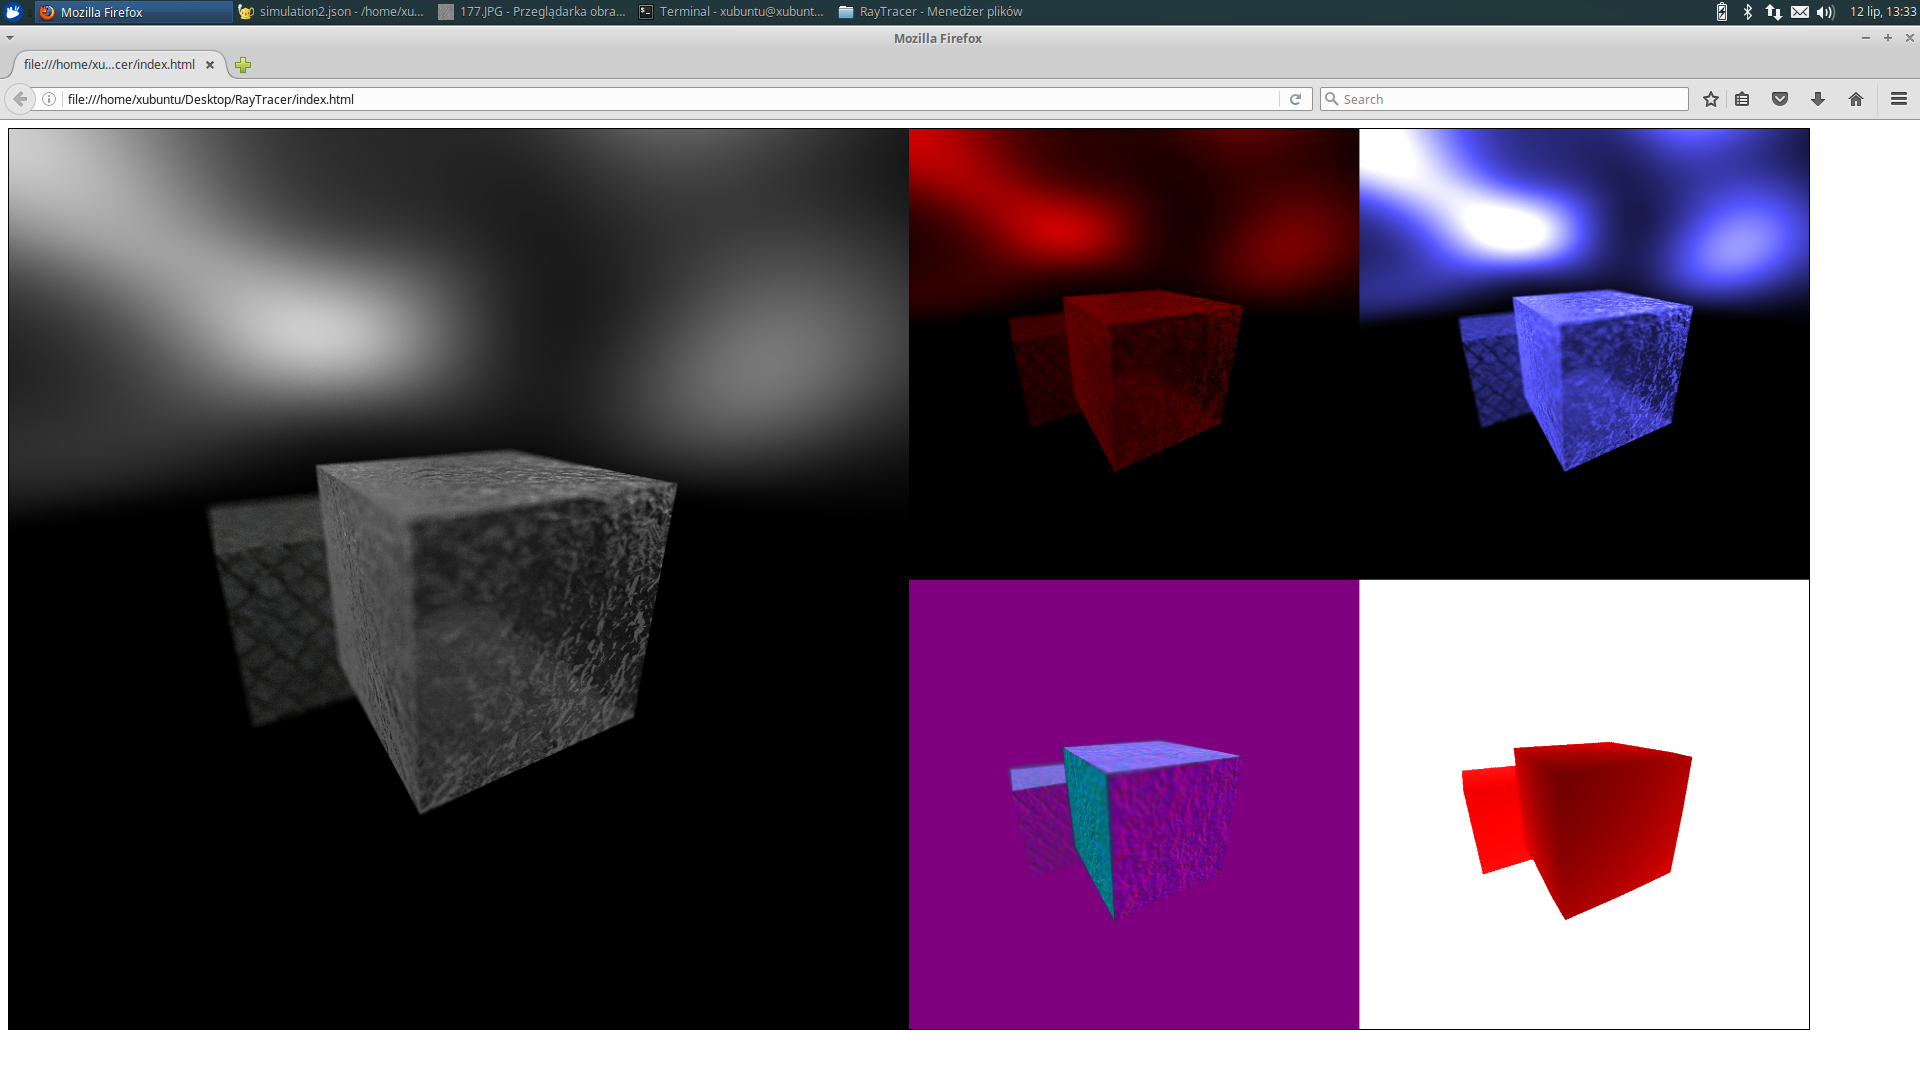 Mozilla Firefox
simulation2.json - /home/xu...
177.JPG - Przeglądarka obra...
Terminal - xubuntu@xubunt...
RayTracer - Menedżer plików
12 lip, 13:33
Mozilla Firefox
file:///home/xu...cer/index.html
file:///home/xubuntu/Desktop/RayTracer/index.html
Search